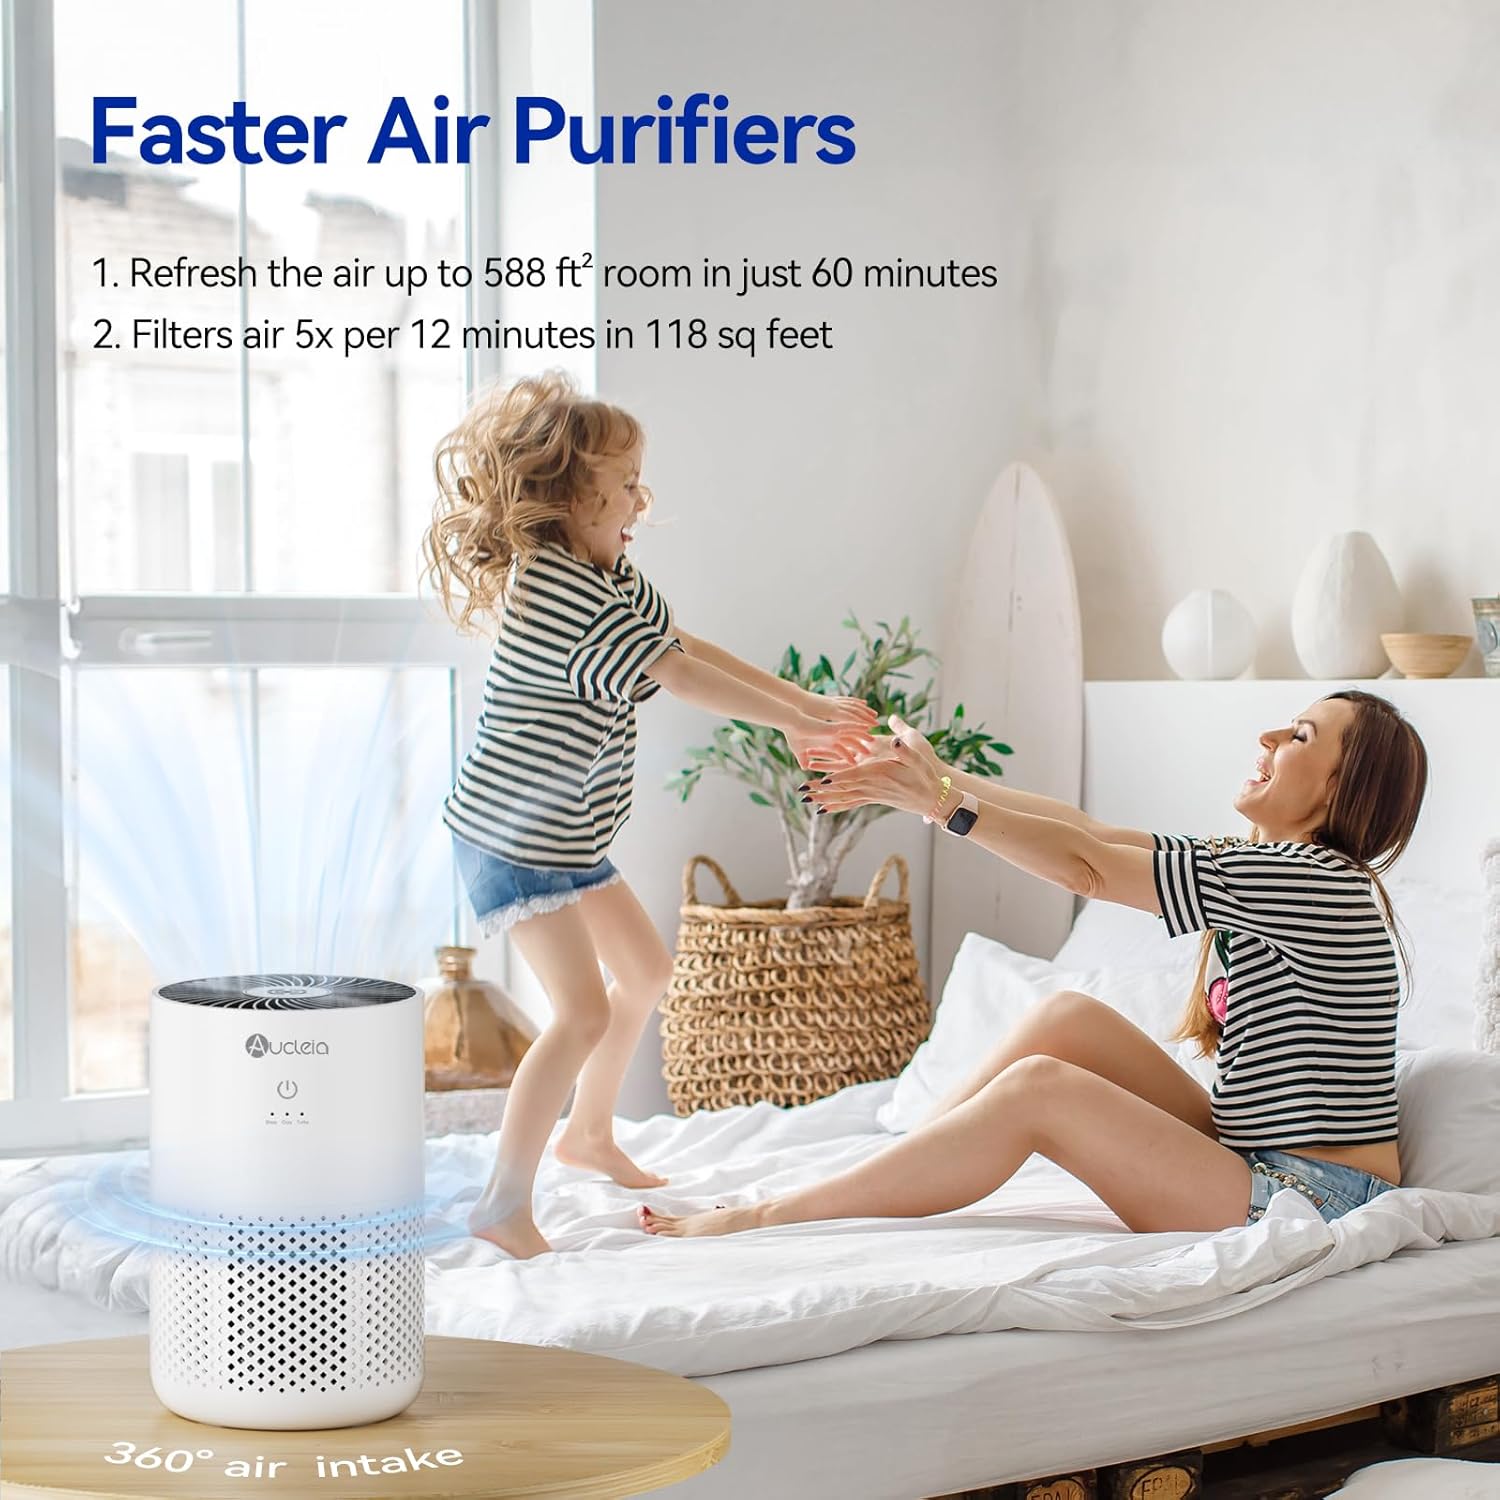 Faster Air Purifiers
1. Refresh the air up to 588 ft² room in just 60 minutes
2. Filters air 5x per 12 minutes in 118 sq feet
Aucleia
360° air intake